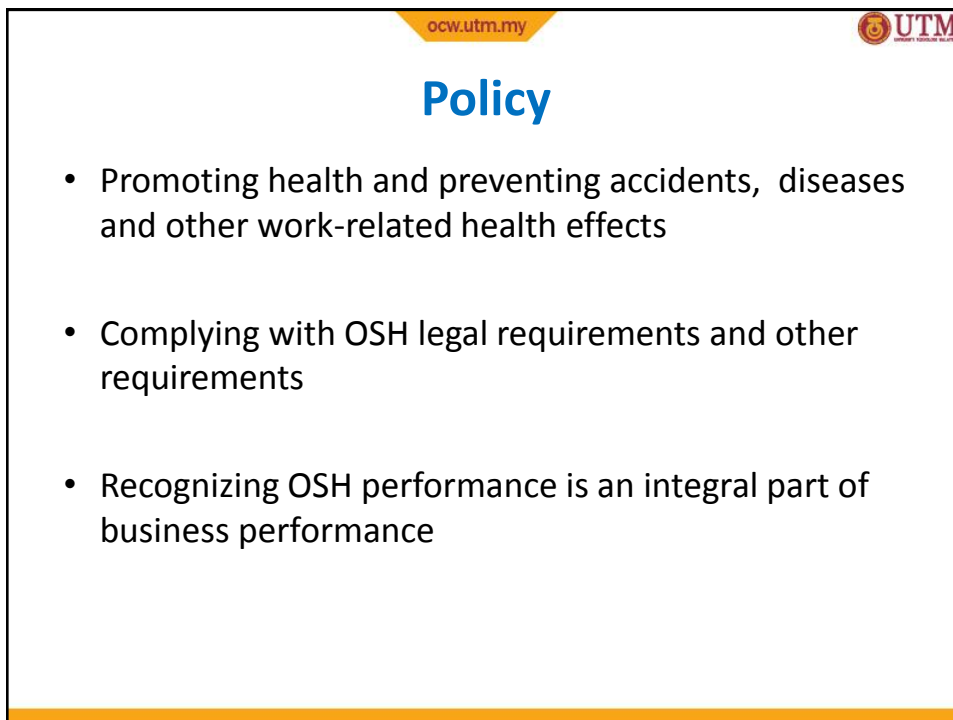 ocw.utm.my
UTM
Policy
• Promoting health and preventing accidents, diseases
and other work-related health effects
• Complying with OSH legal requirements and other
requirements
• Recognizing OSH performance is an integral part of
business performance